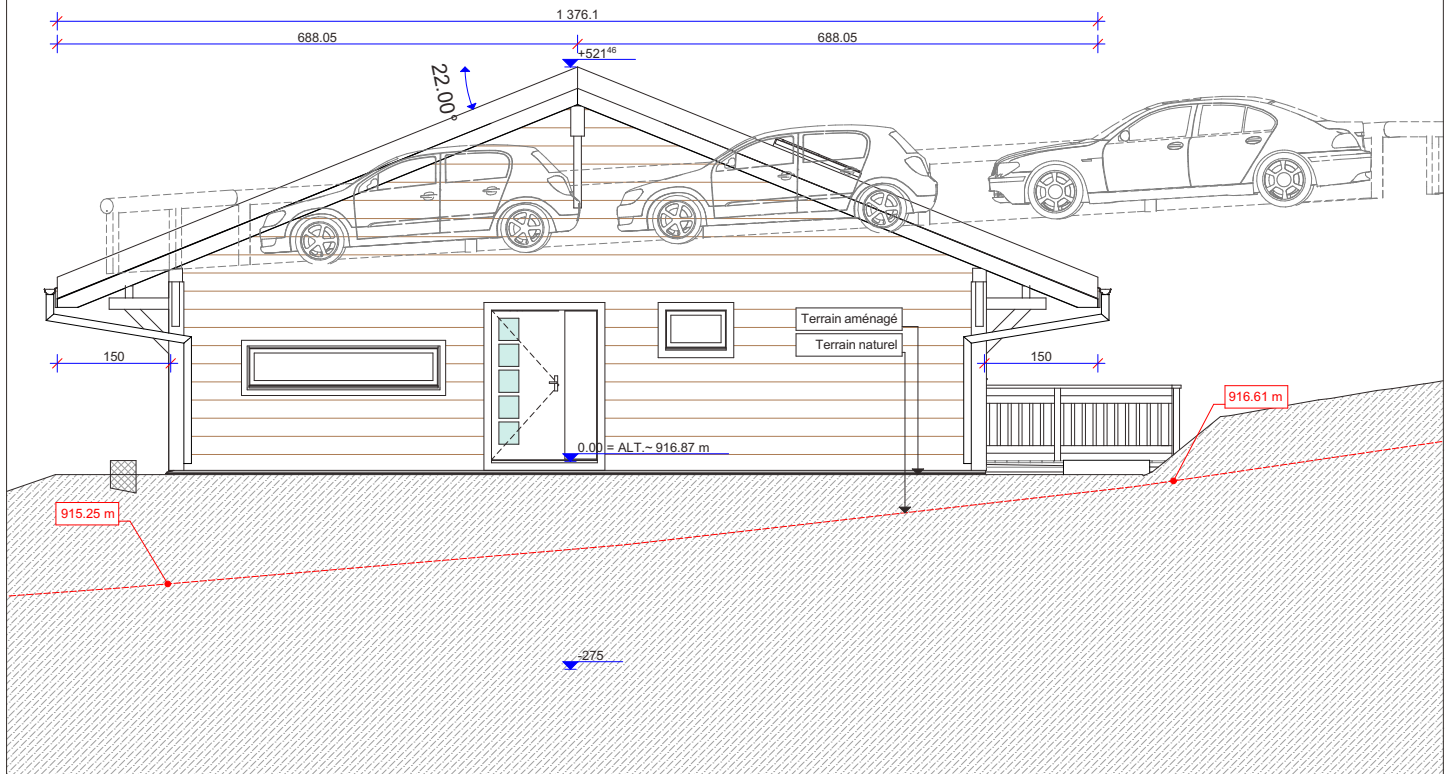 1 376.1
688.05
688.05
+521⁴⁶
22.00°
Terrain aménagé
Terrain naturel
150
150
916.61 m
0.00 = ALT.~ 916.87 m
915.25 m
-275